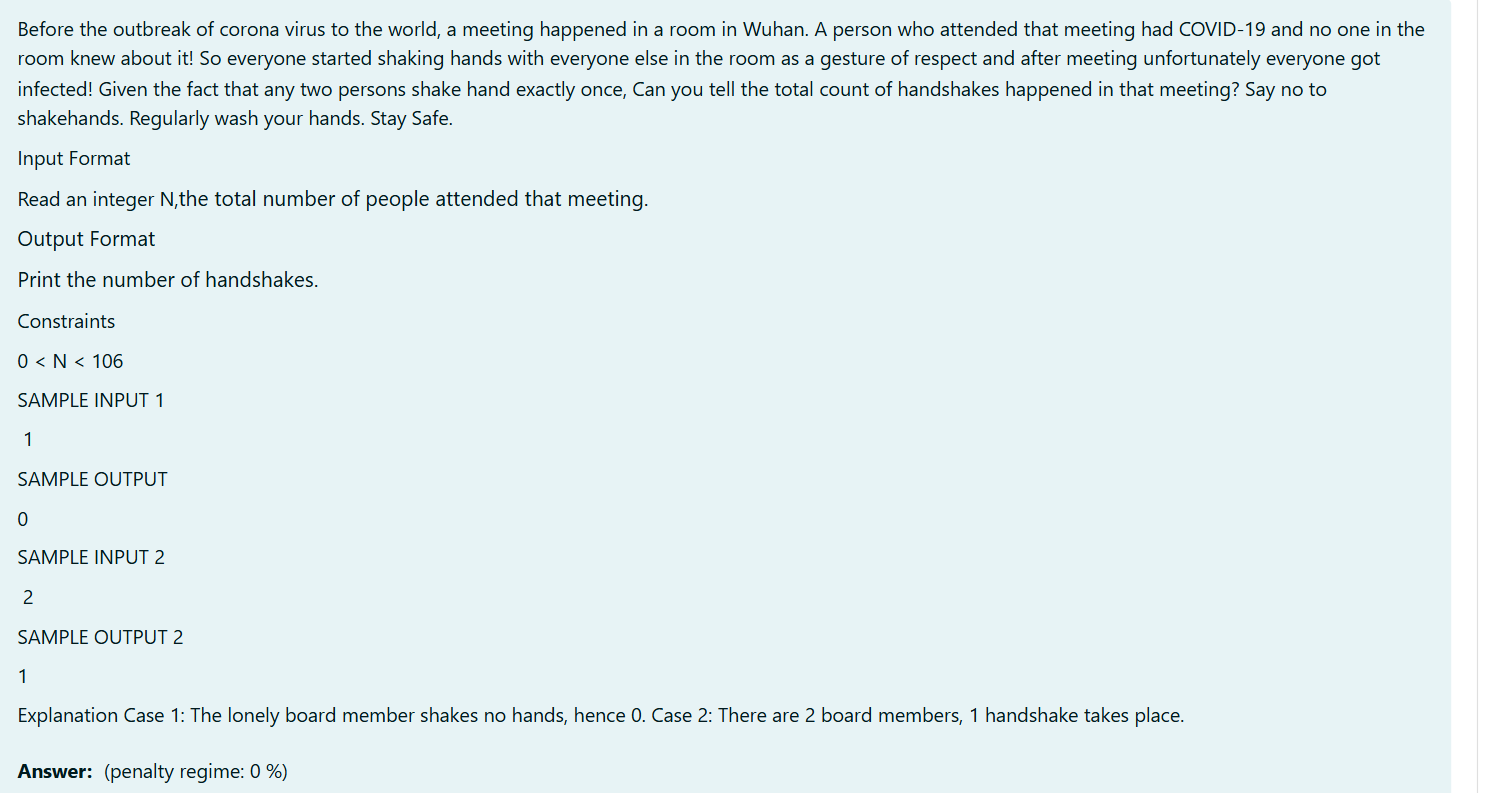 Before the outbreak of corona virus to the world, a meeting happened in a room in Wuhan. A person who attended that meeting had COVID-19 and no one in the
room knew about it! So everyone started shaking hands with everyone else in the room as a gesture of respect and after meeting unfortunately everyone got
infected! Given the fact that any two persons shake hand exactly once, Can you tell the total count of handshakes happened in that meeting? Say no to
shakehands. Regularly wash your hands. Stay Safe.
Input Format
Read an integer N,the total number of people attended that meeting.
Output Format
Print the number of handshakes.
Constraints
0 < N < 106
SAMPLE INPUT 1
1
SAMPLE OUTPUT
0
SAMPLE INPUT 2
2
SAMPLE OUTPUT 2
1
Explanation Case 1: The lonely board member shakes no hands, hence 0. Case 2: There are 2 board members, 1 handshake takes place.
Answer: (penalty regime: 0 %)